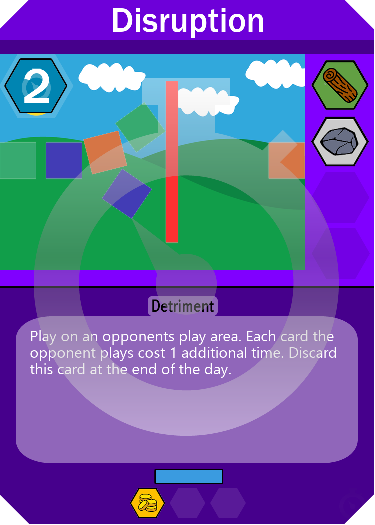 Disruption
2
Detriment
Play on an opponents play area. Each card the
opponent plays cost 1 additional time. Discard
this card at the end of the day.